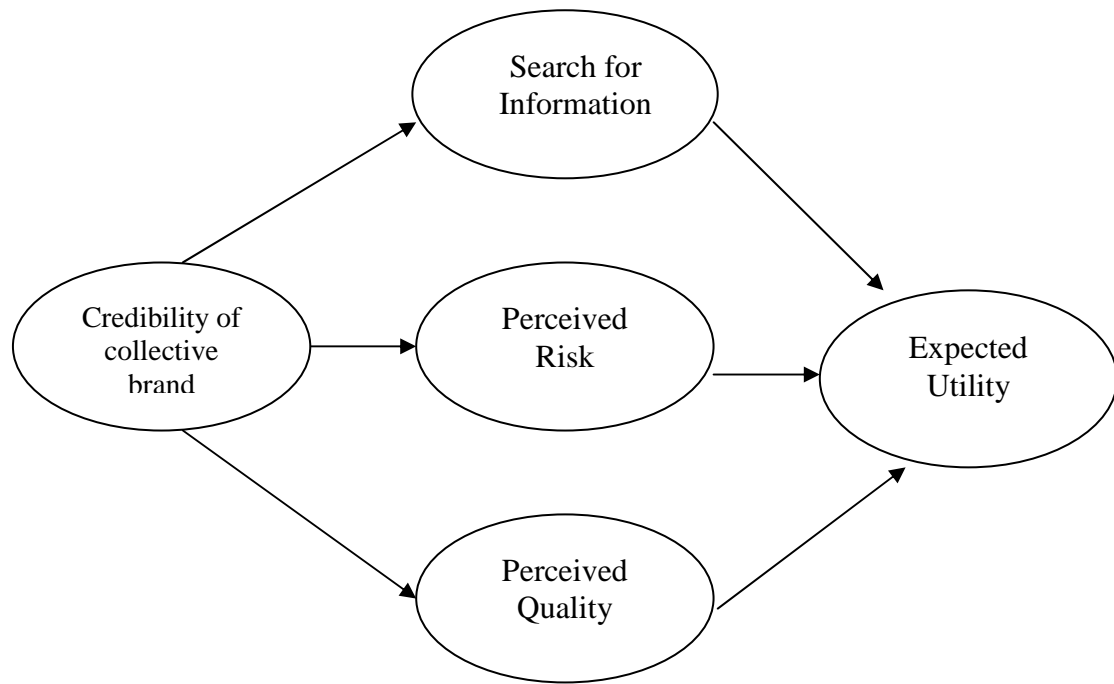 Search for
Information
Credibility of
collective
brand
Perceived
Risk
Expected
Utility
Perceived
Quality